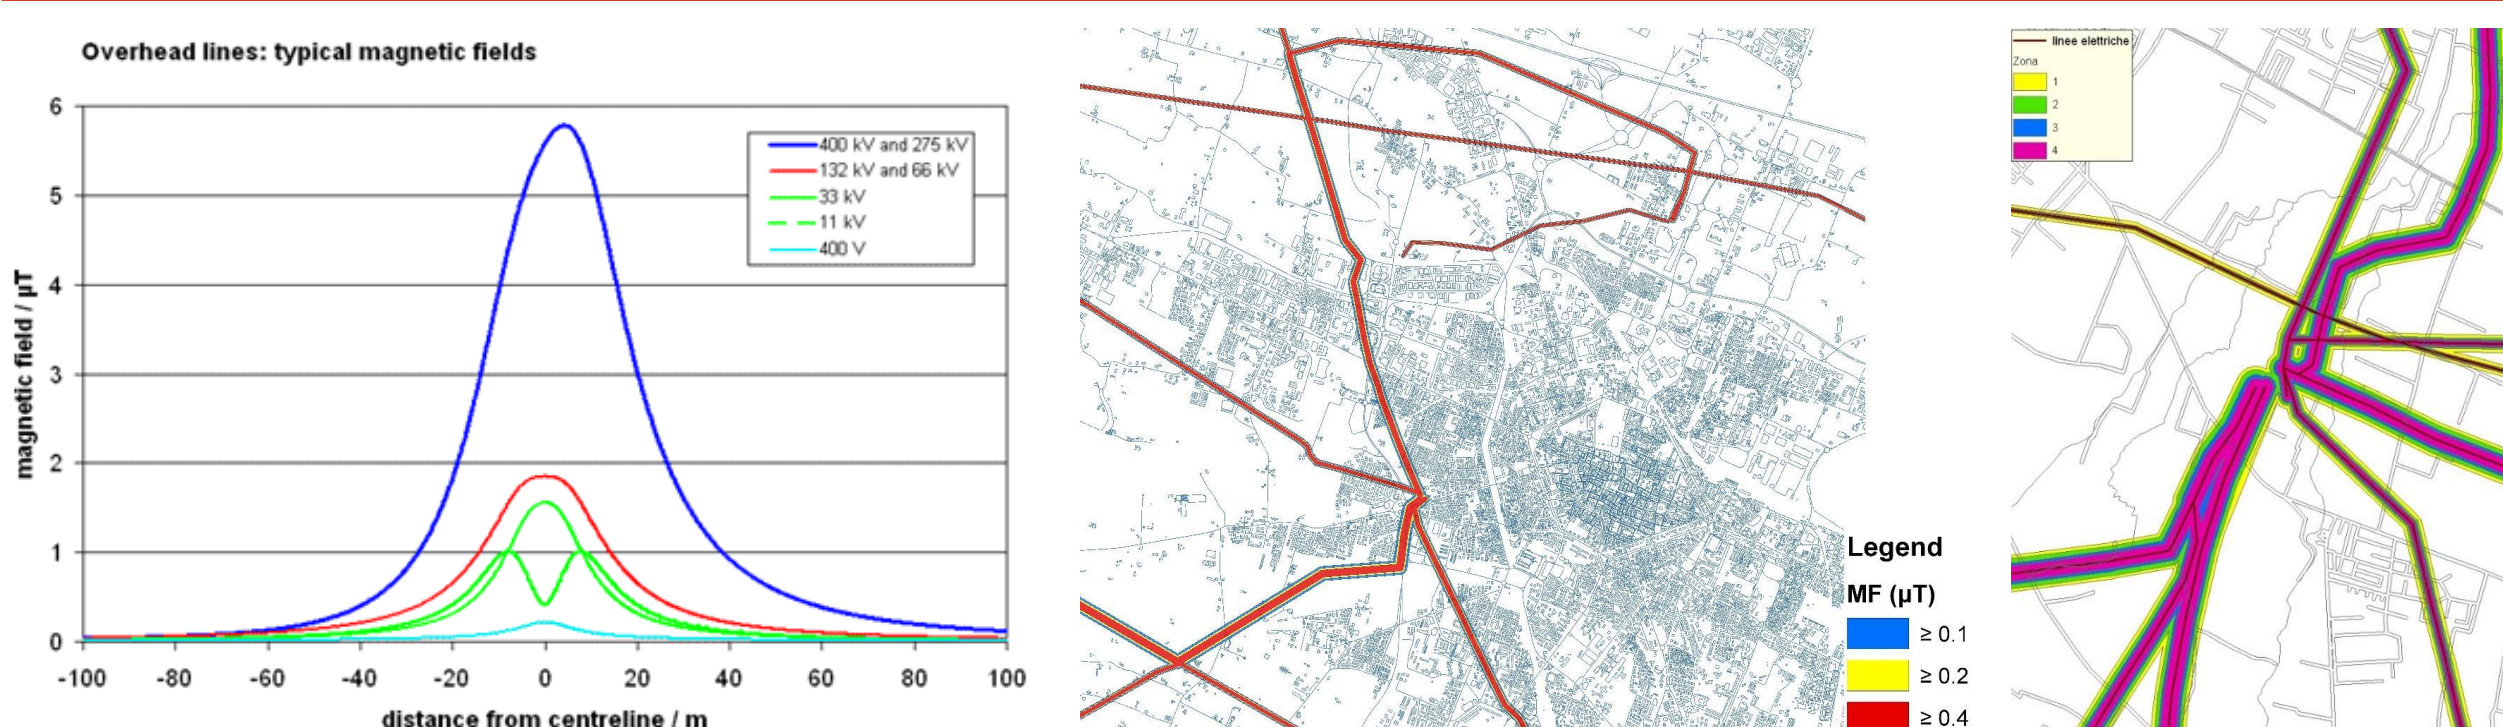 Overhead lines: typical magnetic fields
6
5
4
3
2
1
0
magnetic field / µT
400 kV and 275 kV
132 kV and 66 kV
33 kV
11 kV
400 V
-100 -80 -60 -40 -20 0 20 40 60 80 100
distance from centreline / m
Legend
MF (µT)
≥ 0.1
≥ 0.2
≥ 0.4
linee elettriche
Zona
1
2
3
4